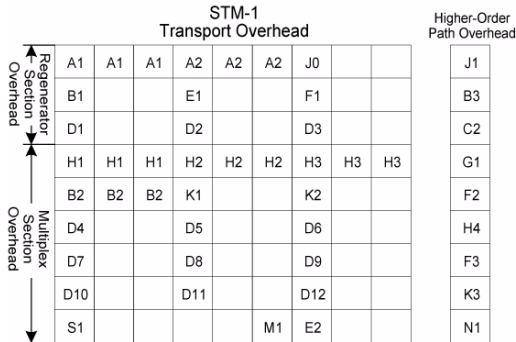 STM-1
Transport Overhead
Higher-Order
Path Overhead
Regenerator
Section
Overhead
A1 A1 A1 A2 A2 A2 J0 J1
B1 E1 F1 B3
D1 D2 D3 C2
Multiplex
Section
Overhead
H1 H1 H1 H2 H2 H2 H3 H3 H3 G1
B2 B2 B2 K1 K2 F2
D4 D5 D6 H4
D7 D8 D9 F3
D10 D11 D12 K3
S1 M1 E2 N1